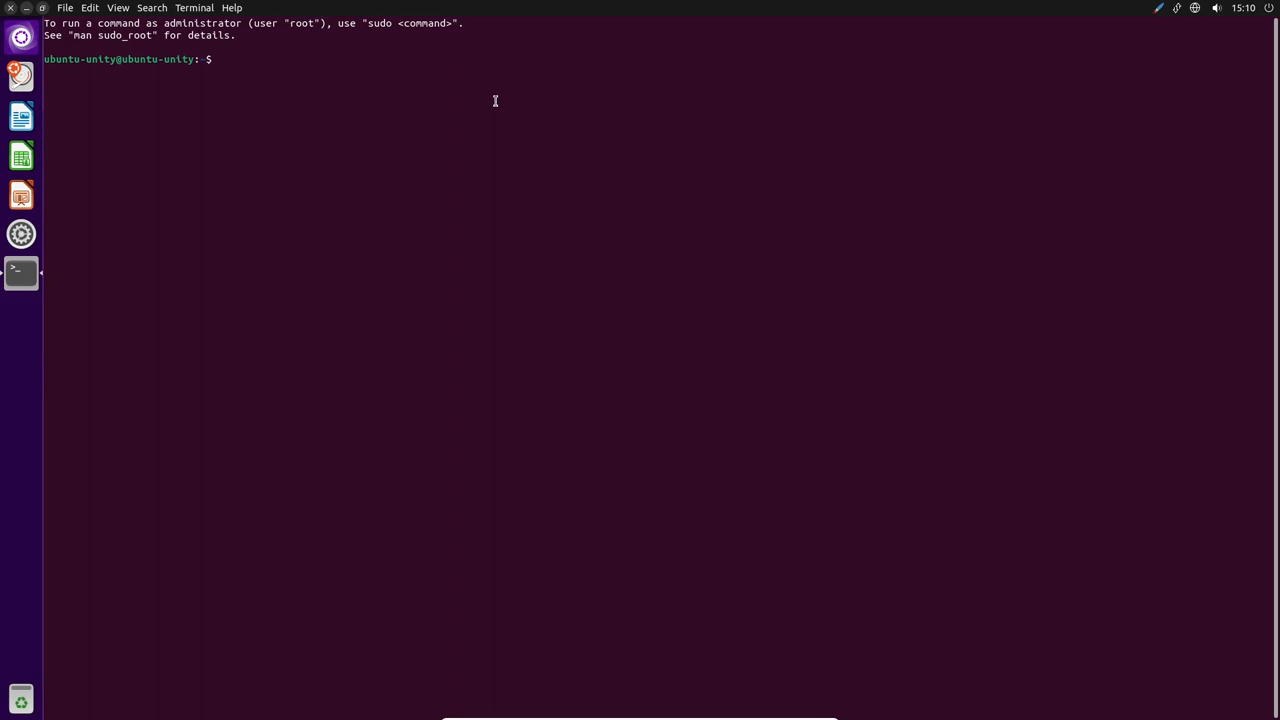 File Edit View Search Terminal Help 15:10
To run a command as administrator (user "root"), use "sudo <command>".
See "man sudo_root" for details.
ubuntu-unity@ubuntu-unity:~$
>_